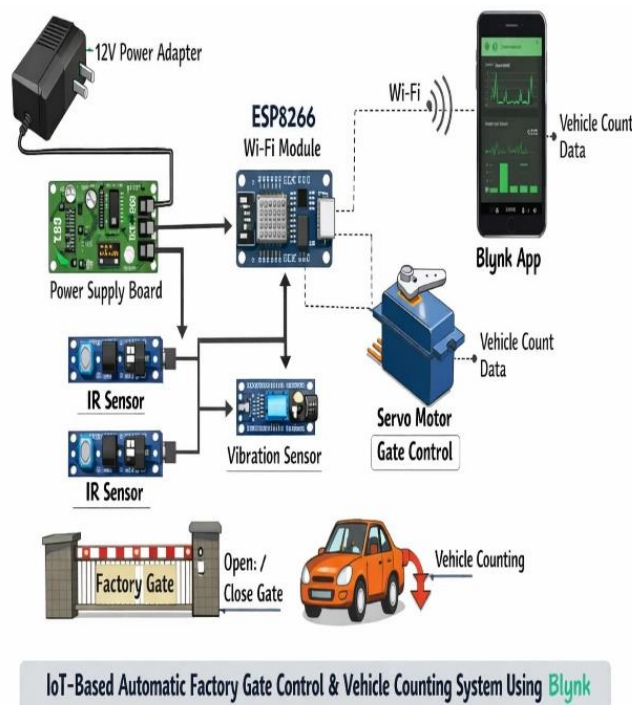 12V Power Adapter
ESP8266
Wi-Fi Module
Wi-Fi
Vehicle Count
Data
Blynk App
Power Supply Board
IR Sensor
IR Sensor
Vibration Sensor
Servo Motor
Gate Control
Vehicle Count
Data
Factory Gate
Open: /
Close Gate
Vehicle Counting
IoT-Based Automatic Factory Gate Control & Vehicle Counting System Using Blynk